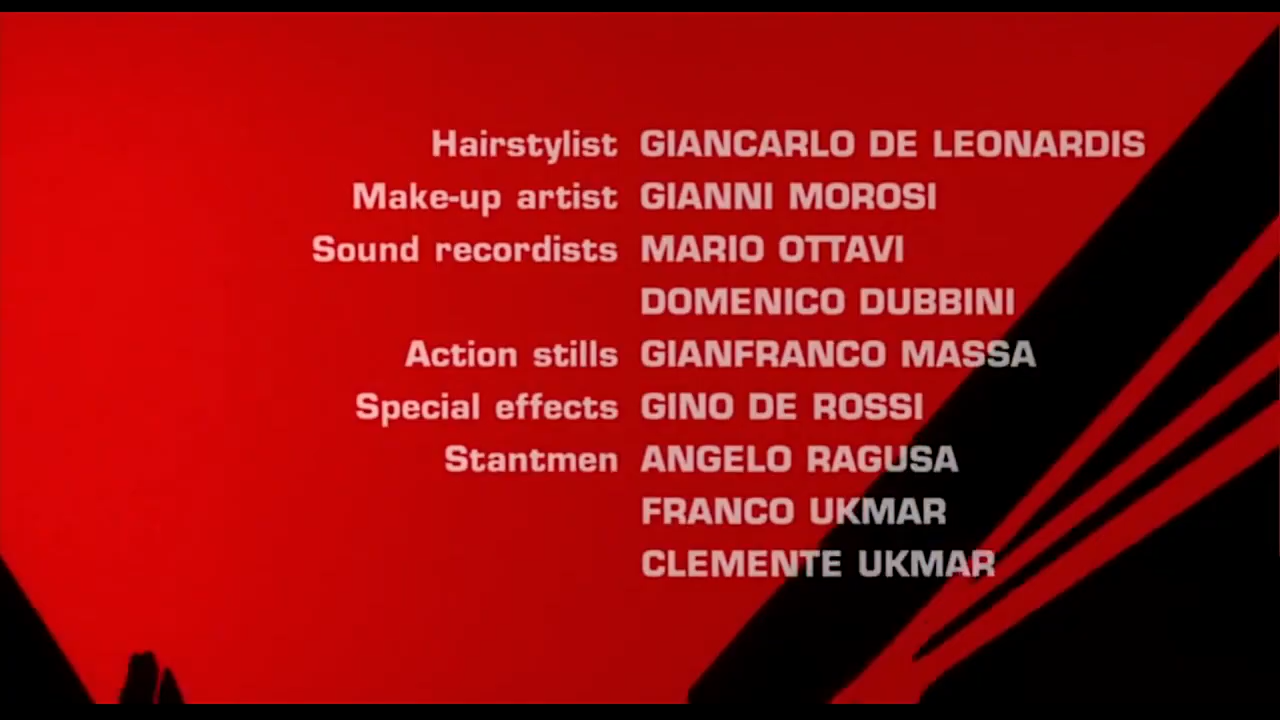 Hairstylist GIANCARLO DE LEONARDIS
Make-up artist GIANNI MOROSI
Sound recordists MARIO OTTAVI
DOMENICO DUBBINI
Action stills GIANFRANCO MASSA
Special effects GINO DE ROSSI
Stantmen ANGELO RAGUSA
FRANCO UKMAR
CLEMENTE UKMAR